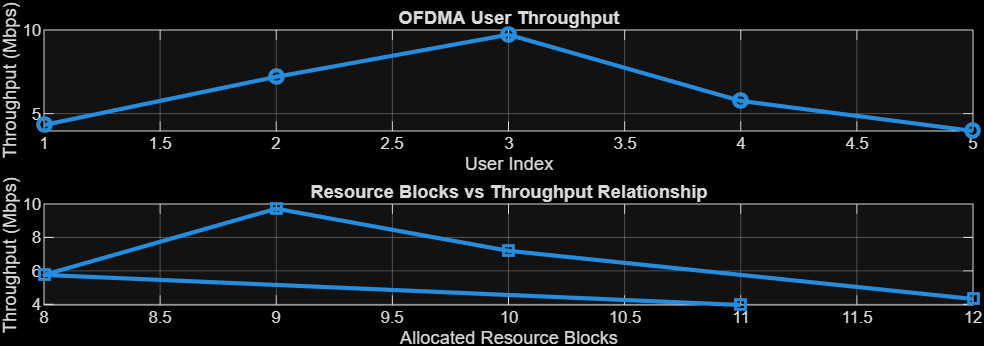 OFDMA User Throughput
Throughput (Mbps)
10
5
1 1.5 2 2.5 3 3.5 4 4.5 5
User Index
Resource Blocks vs Throughput Relationship
Throughput (Mbps)
10
8
6
4
8 8.5 9 9.5 10 10.5 11 11.5 12
Allocated Resource Blocks